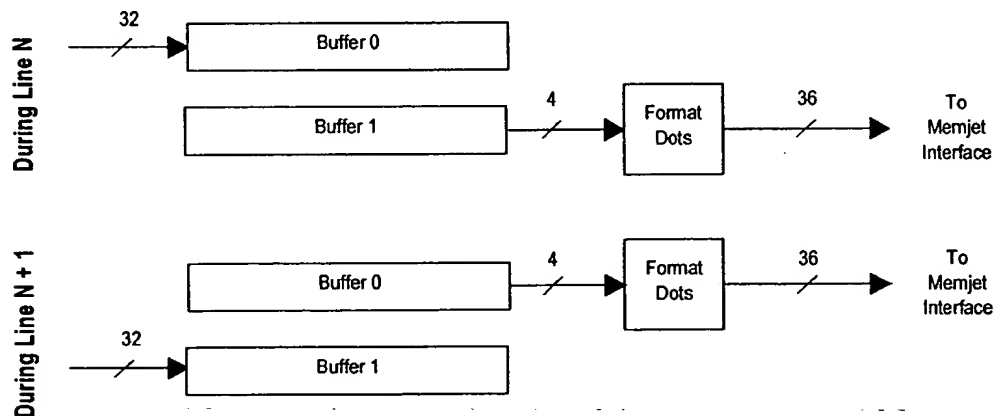 During Line N
32
Buffer 0
Buffer 1
4
Format
Dots
36
To
Memjet
Interface
During Line N + 1
Buffer 0
4
Format
Dots
36
To
Memjet
Interface
32
Buffer 1